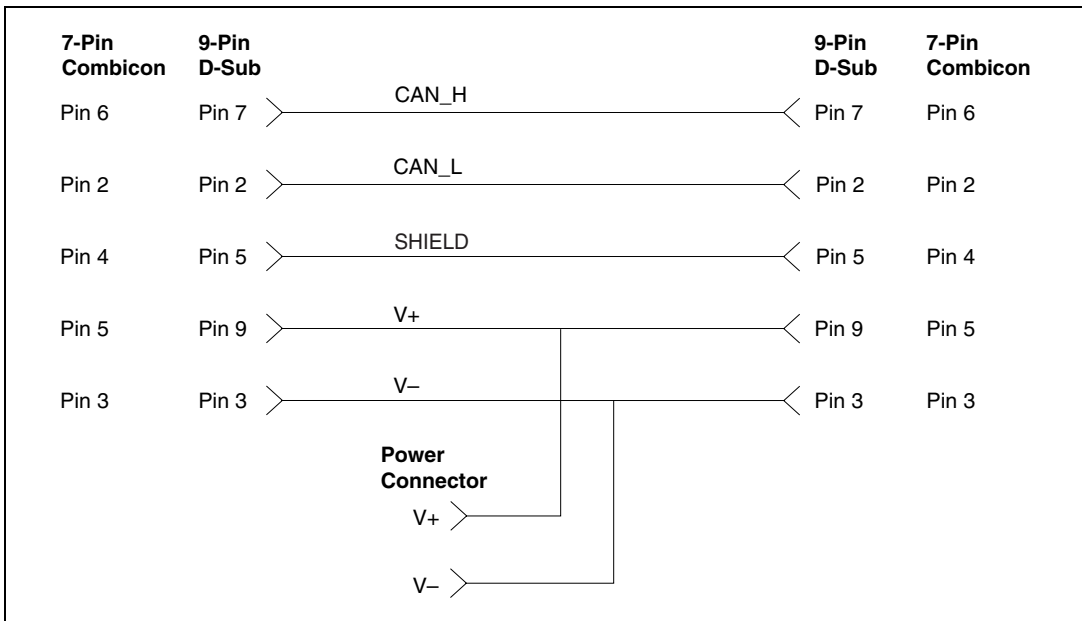 7-Pin Combicon 9-Pin D-Sub 9-Pin D-Sub 7-Pin Combicon
Pin 6 Pin 7 CAN_H Pin 7 Pin 6
Pin 2 Pin 2 CAN_L Pin 2 Pin 2
Pin 4 Pin 5 SHIELD Pin 5 Pin 4
Pin 5 Pin 9 V+ Pin 9 Pin 5
Pin 3 Pin 3 V– Pin 3 Pin 3
Power
Connector
V+
V–